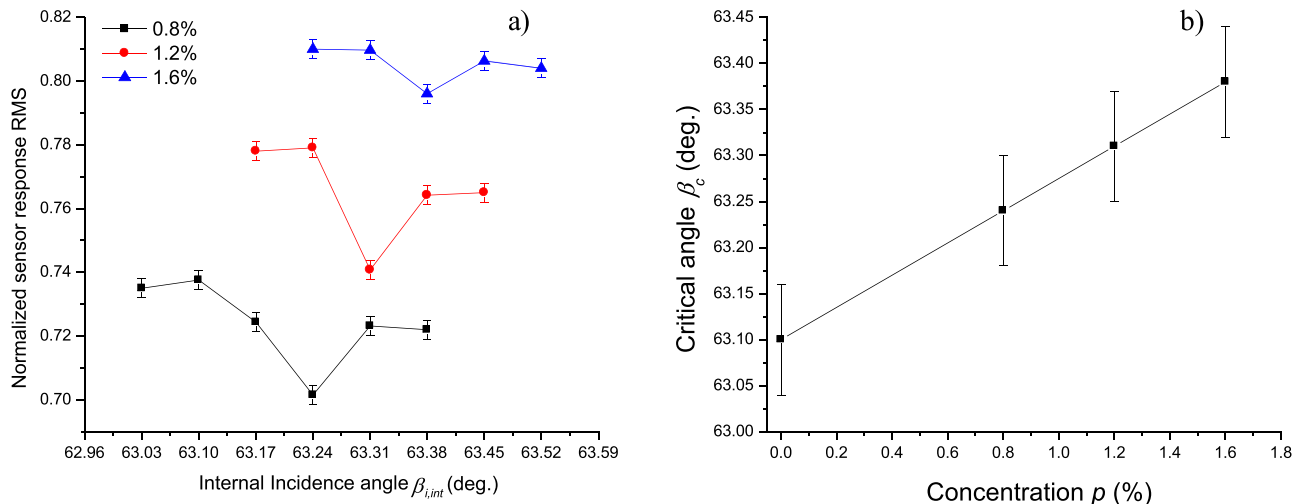 a)
0.8%
1.2%
1.6%
Normalized sensor response RMS
0.82
0.80
0.78
0.76
0.74
0.72
0.70
62.96 63.03 63.10 63.17 63.24 63.31 63.38 63.45 63.52 63.59
Internal Incidence angle βi,int (deg.)
b)
Critical angle βc (deg.)
63.45
63.40
63.35
63.30
63.25
63.20
63.15
63.10
63.05
63.00
0.0 0.2 0.4 0.6 0.8 1.0 1.2 1.4 1.6 1.8
Concentration p (%)